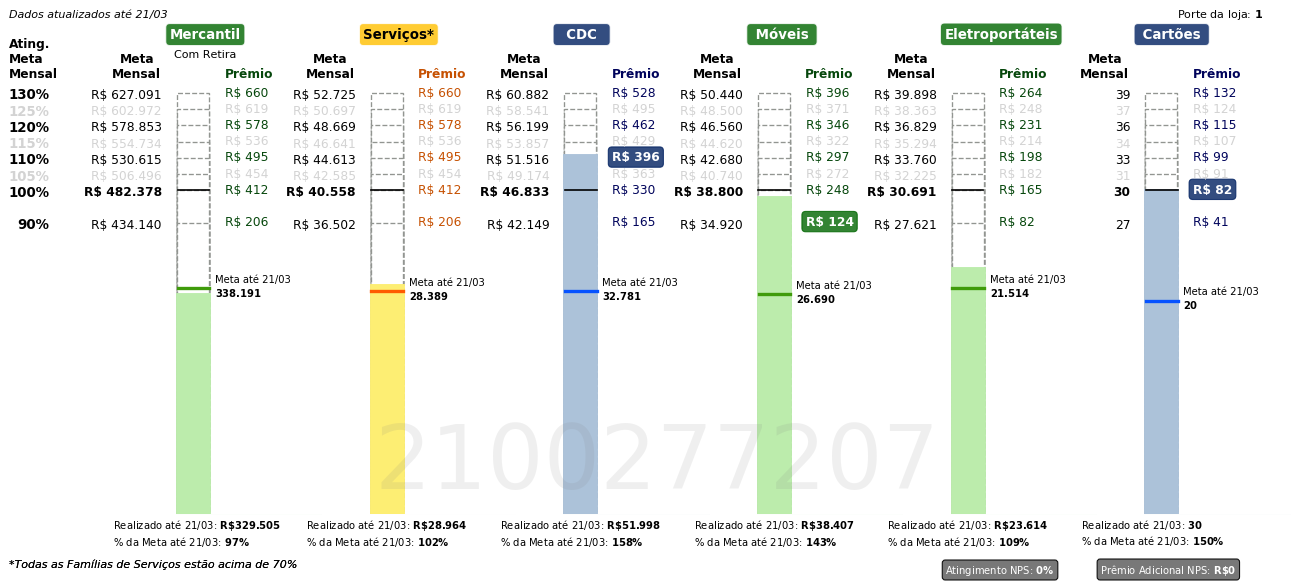 Dados atualizados até 21/03 Porte da loja: 1
Mercantil Serviços* CDC Móveis Eletroportáteis Cartões
Com Retira
Ating. Meta Mensal Meta Mensal Prêmio Meta Mensal Prêmio Meta Mensal Prêmio Meta Mensal Prêmio Meta Mensal Prêmio Meta Mensal Prêmio
130% R$ 627.091 R$ 660 R$ 52.725 R$ 660 R$ 60.882 R$ 528 R$ 50.440 R$ 396 R$ 39.898 R$ 264 39 R$ 132
125% R$ 602.972 R$ 619 R$ 50.697 R$ 619 R$ 58.541 R$ 495 R$ 48.500 R$ 371 R$ 38.363 R$ 248 37 R$ 124
120% R$ 578.853 R$ 578 R$ 48.669 R$ 578 R$ 56.199 R$ 462 R$ 46.560 R$ 346 R$ 36.829 R$ 231 36 R$ 115
115% R$ 554.734 R$ 536 R$ 46.641 R$ 536 R$ 53.857 R$ 429 R$ 44.620 R$ 322 R$ 35.294 R$ 214 34 R$ 107
110% R$ 530.615 R$ 495 R$ 44.613 R$ 495 R$ 51.516 R$ 396 R$ 42.680 R$ 297 R$ 33.760 R$ 198 33 R$ 99
105% R$ 506.496 R$ 454 R$ 42.585 R$ 454 R$ 49.174 R$ 363 R$ 40.740 R$ 272 R$ 32.225 R$ 182 31 R$ 91
100% R$ 482.378 R$ 412 R$ 40.558 R$ 412 R$ 46.833 R$ 330 R$ 38.800 R$ 248 R$ 30.691 R$ 165 30 R$ 82
90% R$ 434.140 R$ 206 R$ 36.502 R$ 206 R$ 42.149 R$ 165 R$ 34.920 R$ 124 R$ 27.621 R$ 82 27 R$ 41
Meta até 21/03 Meta até 21/03 Meta até 21/03 Meta até 21/03 Meta até 21/03 Meta até 21/03
338.191 28.389 32.781 26.690 21.514 20
2100277207
Realizado até 21/03: R$329.505 Realizado até 21/03: R$28.964 Realizado até 21/03: R$51.998 Realizado até 21/03: R$38.407 Realizado até 21/03: R$23.614 Realizado até 21/03: 30
% da Meta até 21/03: 97% % da Meta até 21/03: 102% % da Meta até 21/03: 158% % da Meta até 21/03: 143% % da Meta até 21/03: 109% % da Meta até 21/03: 150%
*Todas as Famílias de Serviços estão acima de 70% Atingimento NPS: 0% Prêmio Adicional NPS: R$0